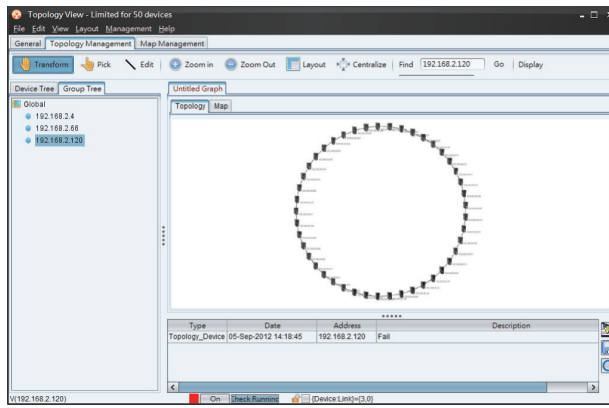 Topology View - Limited for 50 devices
File Edit View Layout Management Help
General Topology Management Map Management
Transform Pick Edit Zoom in Zoom Out Layout Centralize Find 192.168.2.120 Go Display
Device Tree Group Tree Untitled Graph
Topology Map
Global
192.168.2.4
192.168.2.66
192.168.2.120
Type Date Address Description
Topology_Device 05-Sep-2012 14:18:45 192.168.2.120 Fail
V(192.168.2.120) On Check Running {Device:Link}={3,0}